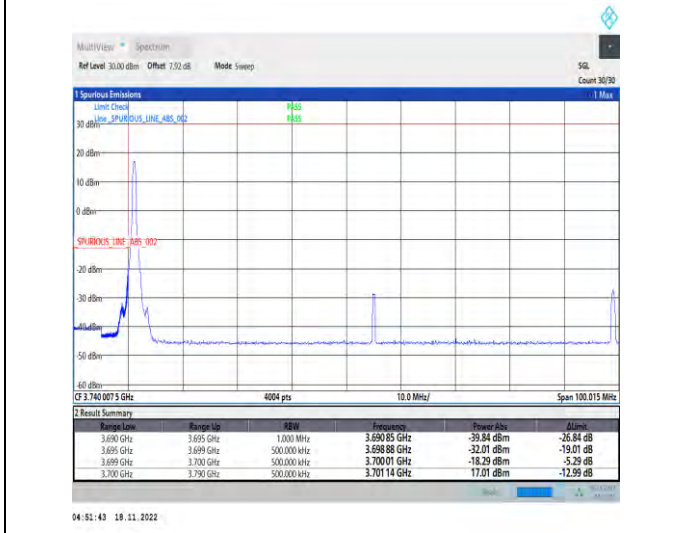 MultiView Spectrum
Ref Level 30.00 dBm Offset 7.92 dB Mode Sweep SGL
Count 30/30
1 Spurious Emissions 1 Max
Limit Check PASS
Line _SPURIOUS_LINE_ABS_002 PASS
30 dBm
20 dBm
10 dBm
0 dBm
_SPURIOUS_LINE_ABS_002
-20 dBm
-30 dBm
-40 dBm
-50 dBm
-60 dBm
CF 3.740 007 5 GHz 4004 pts 10.0 MHz/ Span 100.015 MHz
2 Result Summary
Range Low Range Up RBW Frequency Power Abs ΔLimit
3.690 GHz 3.695 GHz 1.000 MHz 3.690 85 GHz -39.84 dBm -26.84 dB
3.695 GHz 3.699 GHz 500.000 kHz 3.698 88 GHz -32.01 dBm -19.01 dB
3.699 GHz 3.700 GHz 500.000 kHz 3.700 01 GHz -18.29 dBm -5.29 dB
3.700 GHz 3.790 GHz 500.000 kHz 3.701 14 GHz 17.01 dBm -12.99 dB
04:51:43 18.11.2022